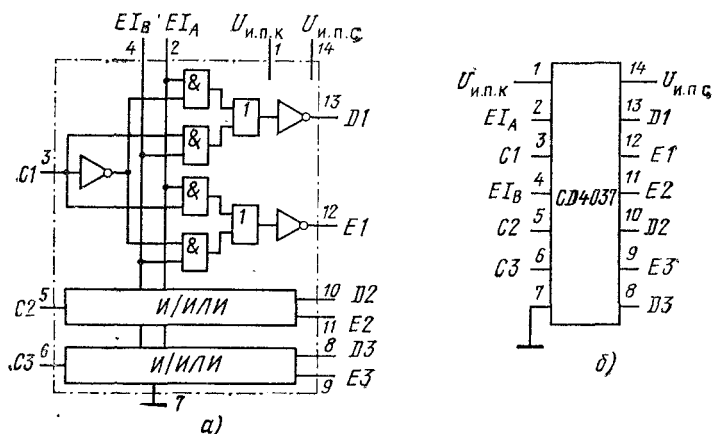 EI_B EI_A U_и.п.к U_и.п.с
4 2 1 14
& 13 D1
1
&
3 C1
& 12 E1
1
&
5 C2 И/ИЛИ 10 D2
11 E2
6 C3 И/ИЛИ 8 D3
9 E3
7
а)
U_и.п.к 1 14 U_и.п.с
EI_A 2 13 D1
C1 3 12 E1
EI_B 4 CD4037 11 E2
C2 5 10 D2
C3 6 9 E3
7 8 D3
б)